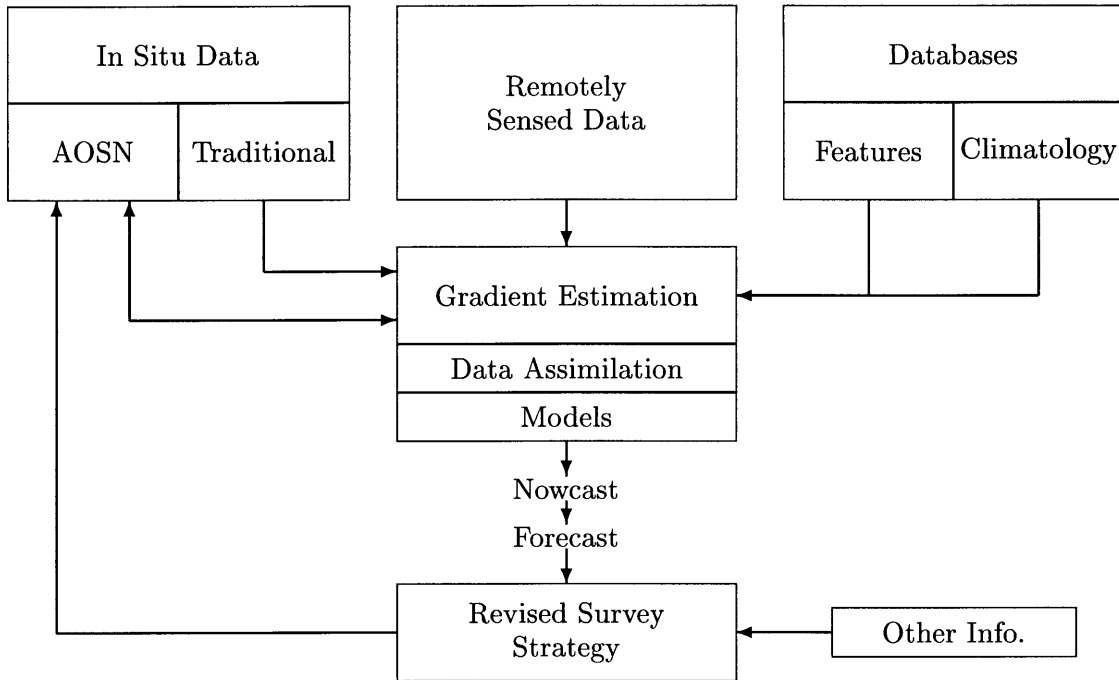 In Situ Data
AOSN
Traditional
Remotely
Sensed Data
Databases
Features
Climatology
Gradient Estimation
Data Assimilation
Models
Nowcast
Forecast
Revised Survey
Strategy
Other Info.